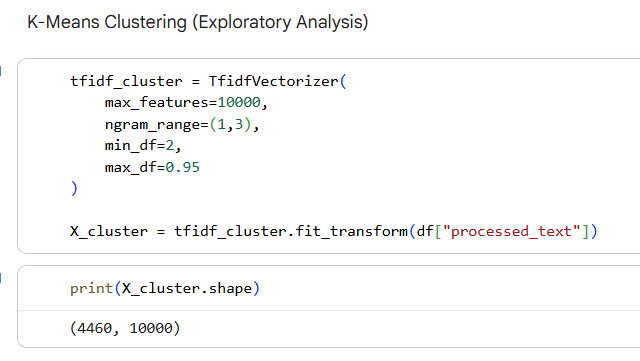 K-Means Clustering (Exploratory Analysis)
tfidf_cluster = TfidfVectorizer(
    max_features=10000,
    ngram_range=(1,3),
    min_df=2,
    max_df=0.95
)
X_cluster = tfidf_cluster.fit_transform(df["processed_text"])
print(X_cluster.shape)
(4460, 10000)